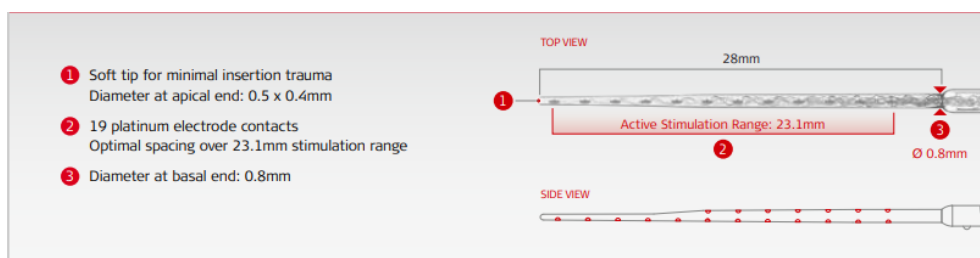 1 Soft tip for minimal insertion trauma
Diameter at apical end: 0.5 x 0.4mm
2 19 platinum electrode contacts
Optimal spacing over 23.1mm stimulation range
3 Diameter at basal end: 0.8mm
TOP VIEW
28mm
1
Active Stimulation Range: 23.1mm
2
3
Ø 0.8mm
SIDE VIEW